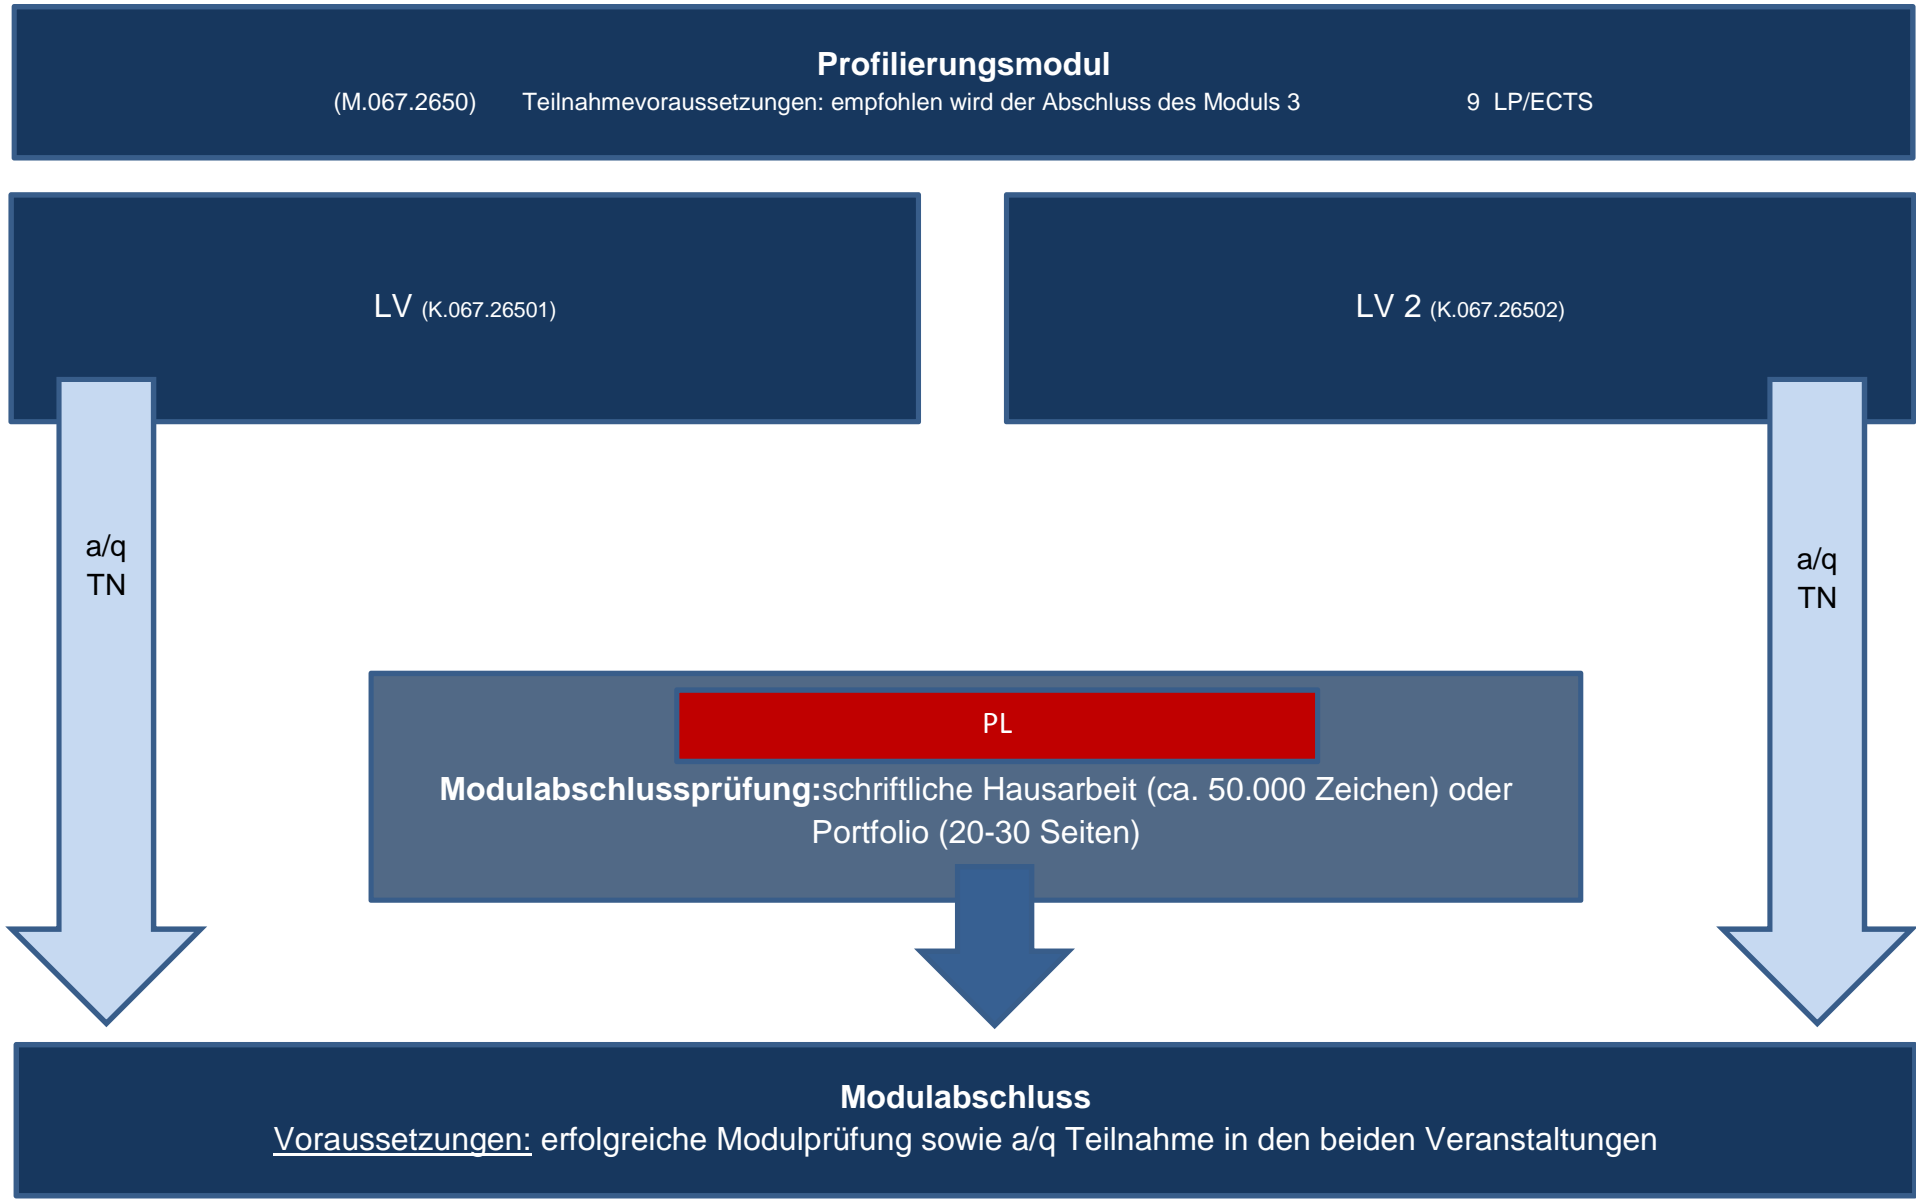 Profilierungsmodul
(M.067.2650) Teilnahmevoraussetzungen: empfohlen wird der Abschluss des Moduls 3 9 LP/ECTS
LV (K.067.26501)
LV 2 (K.067.26502)
a/q
TN
a/q
TN
PL
Modulabschlussprüfung:schriftliche Hausarbeit (ca. 50.000 Zeichen) oder
Portfolio (20-30 Seiten)
Modulabschluss
Voraussetzungen: erfolgreiche Modulprüfung sowie a/q Teilnahme in den beiden Veranstaltungen